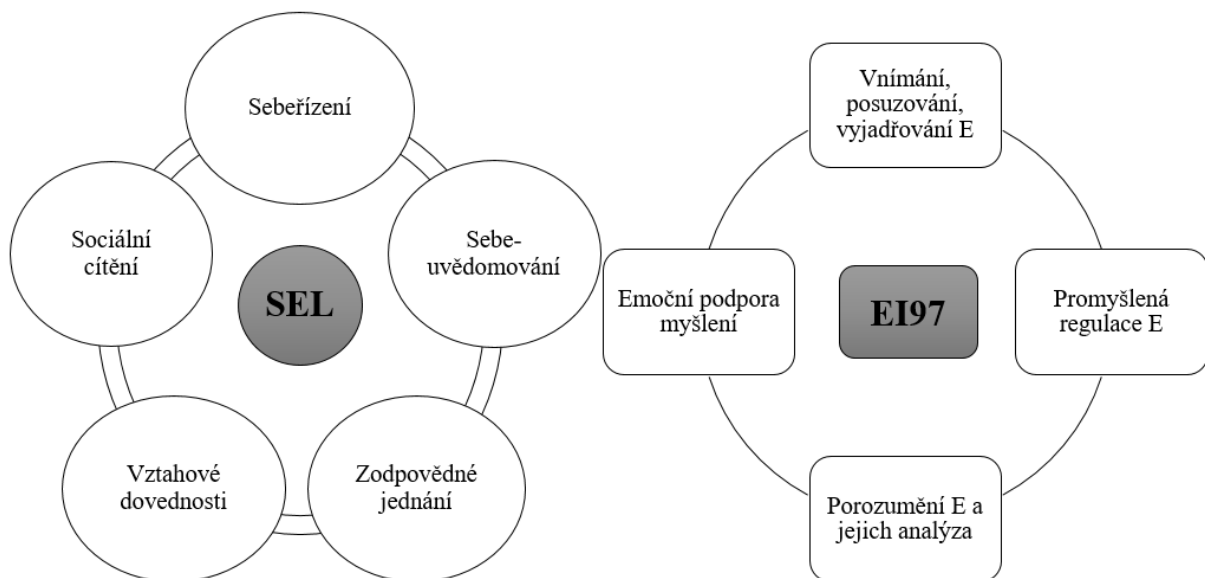 Sebeřízení
Sociální
cítění
SEL
Sebe-
uvědomování
Vztahové
dovednosti
Zodpovědné
jednání
Vnímání,
posuzování,
vyjadřování E
Emoční podpora
myšlení
EI97
Promyšlená
regulace E
Porozumění E a
jejich analýza